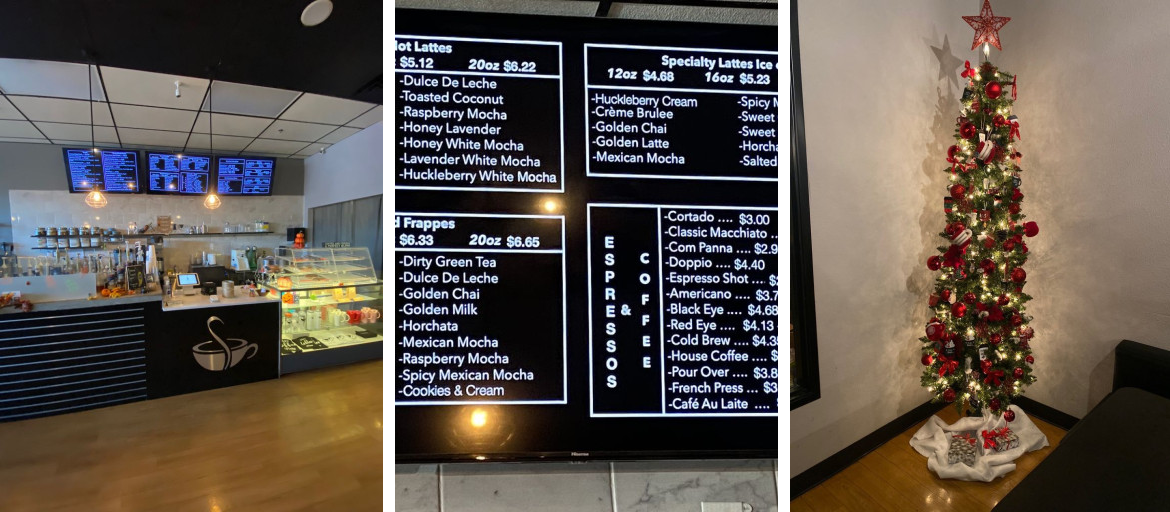 Hot Lattes
$5.12 20oz $6.22
-Dulce De Leche
-Toasted Coconut
-Raspberry Mocha
-Honey Lavender
-Honey White Mocha
-Lavender White Mocha
-Huckleberry White Mocha
Specialty Lattes Ice
12oz $4.68 16oz $5.23
-Huckleberry Cream
-Crème Brulee
-Golden Chai
-Golden Latte
-Mexican Mocha
-Spicy
-Sweet
-Sweet
-Salted
Frappes
$6.33 20oz $6.65
-Dirty Green Tea
-Dulce De Leche
-Golden Chai
-Golden Milk
-Horchata
-Mexican Mocha
-Raspberry Mocha
-Spicy Mexican Mocha
-Cookies & Cream
ESPRESSOS
&
COFFEE
-Cortado .... $3.00
-Classic Macchiato ..
-Com Panna .... $2.9
-Doppio .... $4.40
-Espresso Shot ....
-Americano .... $3.7
-Black Eye .... $4.68
-Red Eye .... $4.13
-Cold Brew .... $4.3
-House Coffee .... $
-Pour Over .... $3.8
-French Press ... $3
-Café Au Laite ....
Hisense